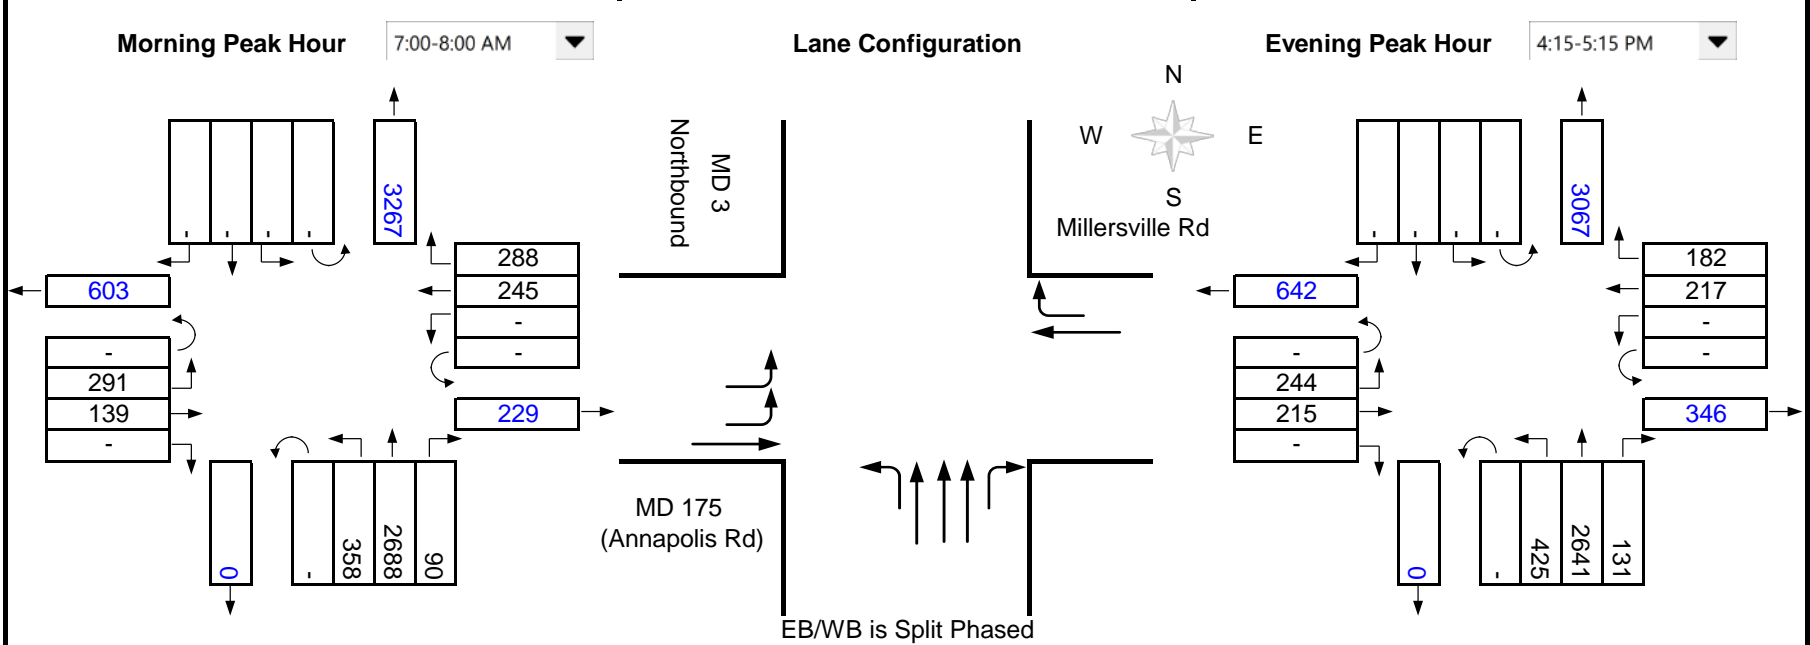 Morning Peak Hour
7:00-8:00 AM
Lane Configuration
Evening Peak Hour
4:15-5:15 PM
3267
-
-
-
-
288
245
-
-
603
-
291
139
-
229
0
-
358
2688
90
MD 3
Northbound
N
W
E
S
Millersville Rd
MD 175
(Annapolis Rd)
EB/WB is Split Phased
3067
-
-
-
-
182
217
-
-
642
-
244
215
-
346
0
-
425
2641
131